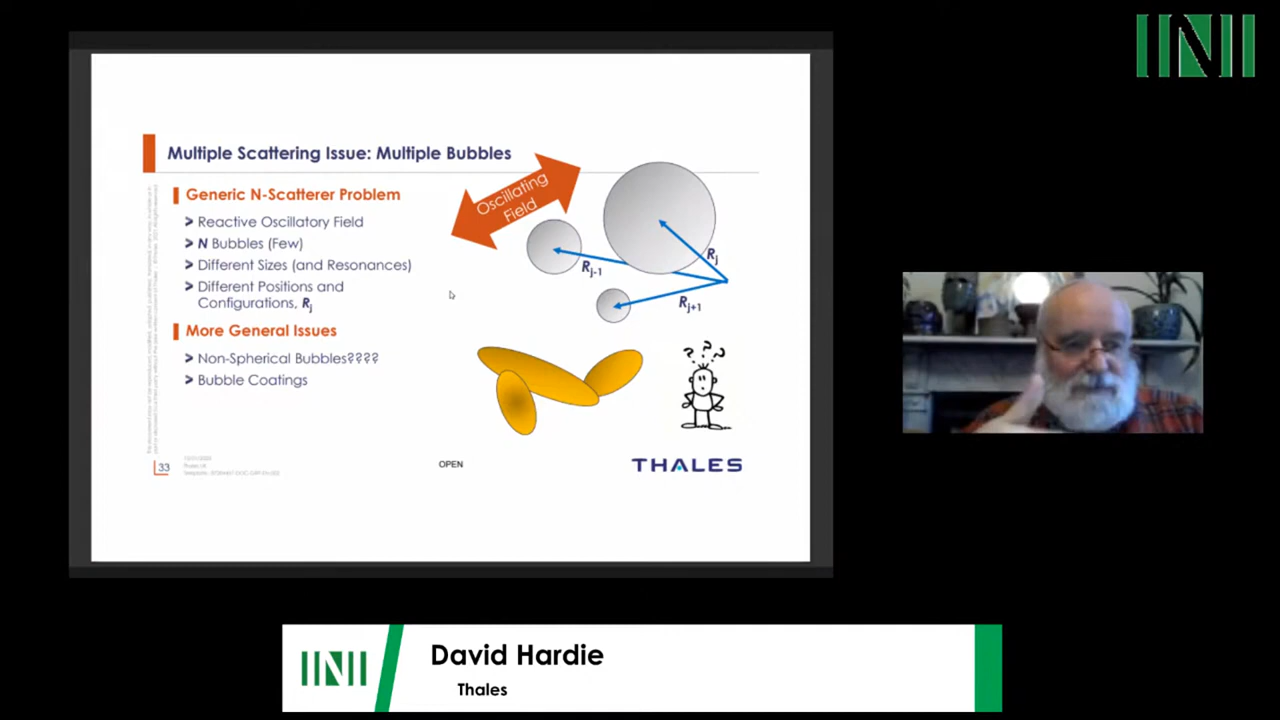 INI
Multiple Scattering Issue: Multiple Bubbles
Generic N-Scatterer Problem
> Reactive Oscillatory Field
> N Bubbles (Few)
> Different Sizes (and Resonances)
> Different Positions and
Configurations, Rj
More General Issues
> Non-Spherical Bubbles????
> Bubble Coatings
Oscillating
Field
Rj
Rj-1
Rj+1
? ? ?
33
OPEN
THALES
INI
David Hardie
Thales